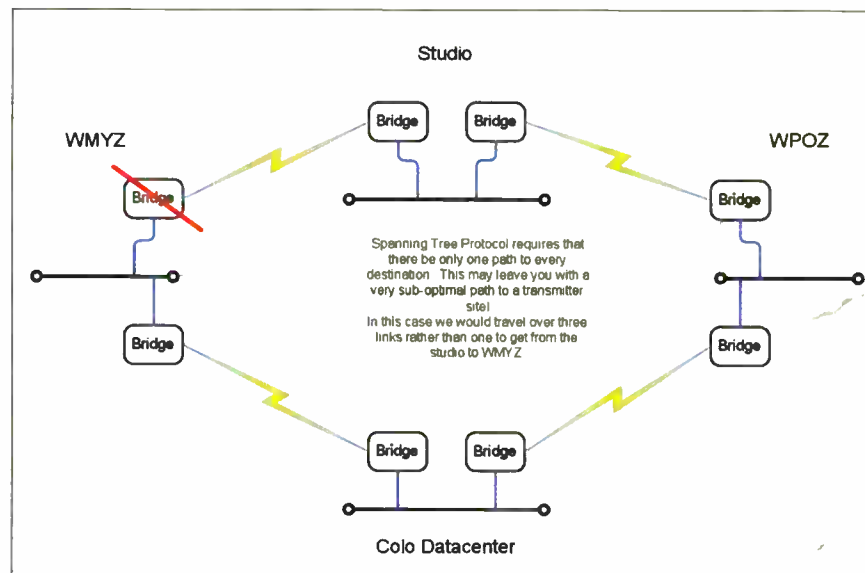 Studio
WMYZ
WPOZ
Bridge
Bridge
Bridge
Bridge
Spanning Tree Protocol requires that
there be only one path to every
destination This may leave you with a
very sub-optimal path to a transmitter
site!
In this case we would travel over three
links rather than one to get from the
studio to WMYZ
Bridge
Bridge
Bridge
Bridge
Colo Datacenter